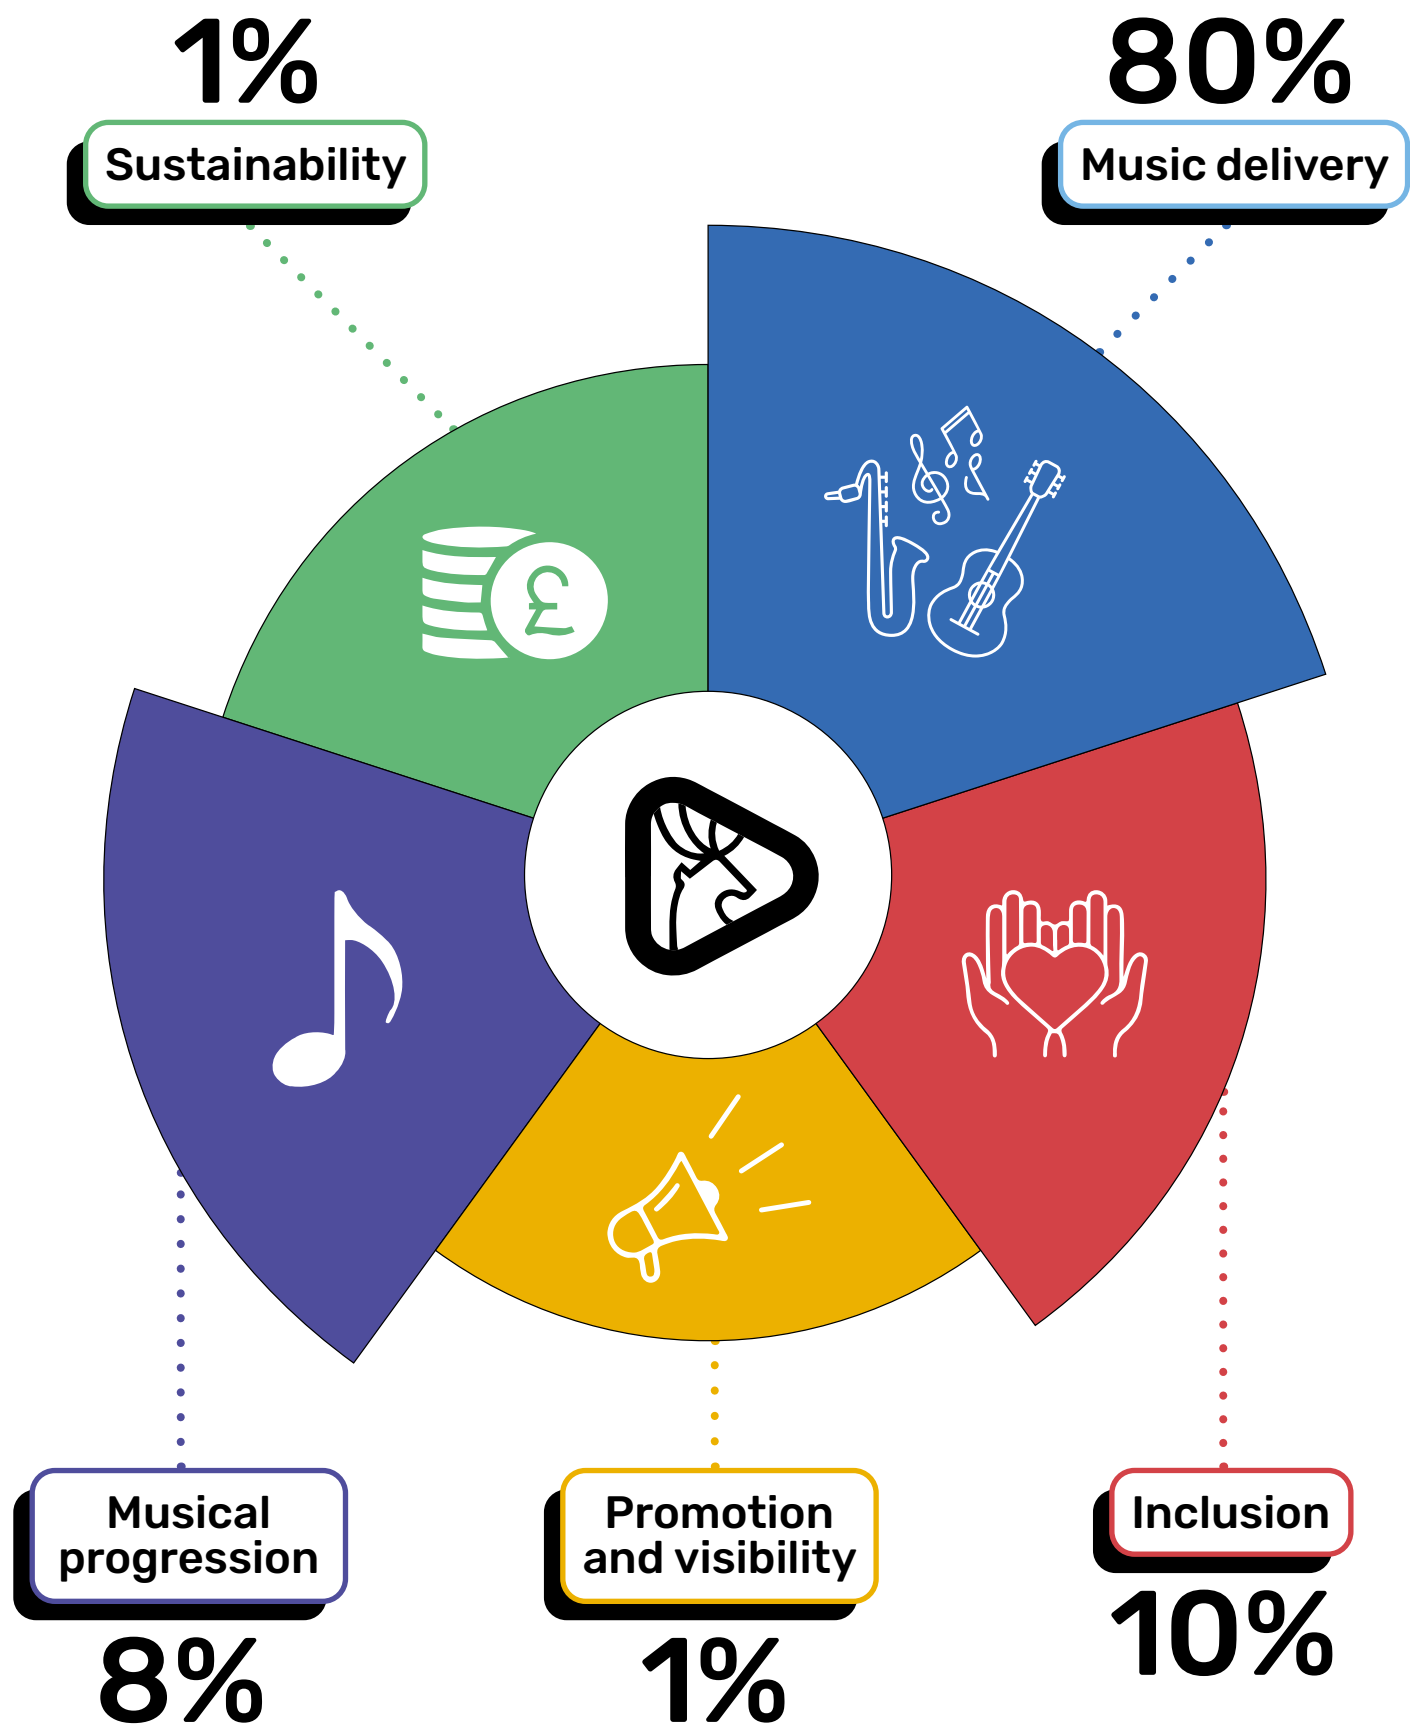 1%
Sustainability
80%
Music delivery
£
Musical
progression
8%
Promotion
and visibility
1%
Inclusion
10%